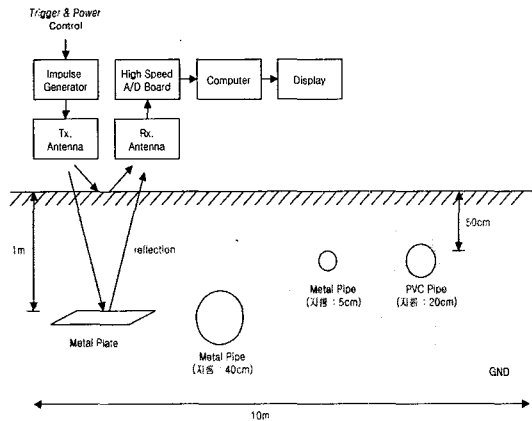 Trigger & Power
Control
Impulse
Generator
High Speed
A/D Board
Computer
Display
Tx.
Antenna
Rx.
Antenna
1m
reflection
50cm
Metal Plate
Metal Pipe
(지름 : 40cm)
Metal Pipe
(지름 : 5cm)
PVC Pipe
(지름 : 20cm)
GND
10m